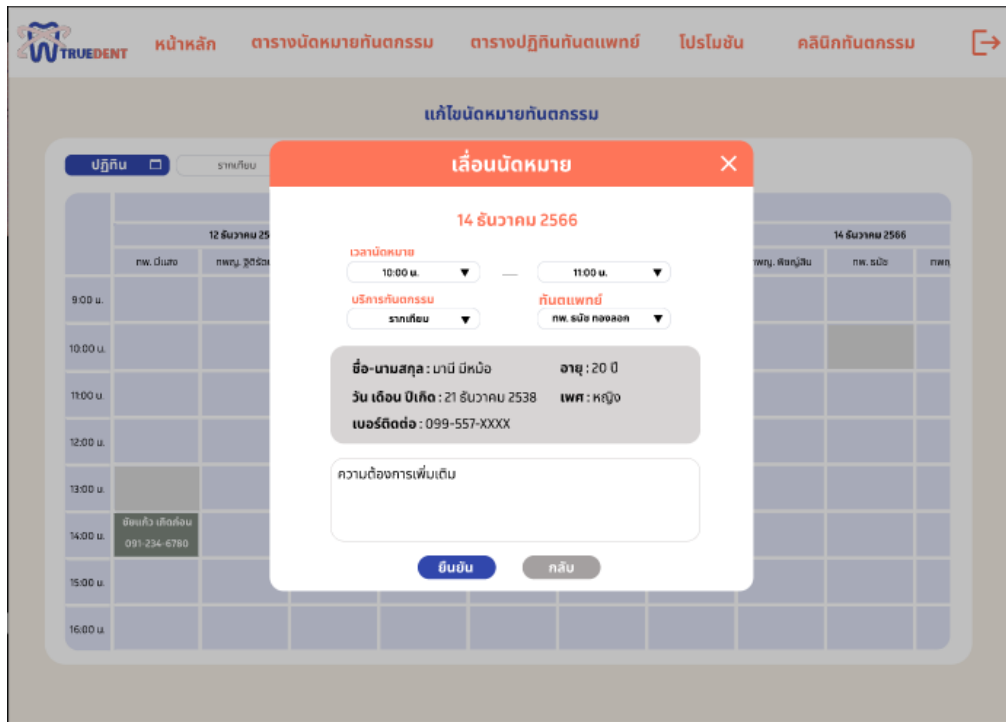 TRUEDENT
หน้าหลัก ตารางนัดหมายทันตกรรม ตารางปฏิทินทันตแพทย์ โปรโมชัน คลินิกทันตกรรม
แก้ไขนัดหมายทันตกรรม
ปฏิทิน รากเทียม
เลื่อนนัดหมาย
14 ธันวาคม 2566
12 ธันวาคม 25
14 ธันวาคม 2566
ทพ. มีแสง ทพญ. ทพญ. ทพ. ธนัช ทพญ
เวลานัดหมาย
10:00 น. — 11:00 น.
บริการทันตกรรม ทันตแพทย์
รากเทียม ทพ. ธนัช ทองลอก
ชื่อ-นามสกุล : มานี มีหม้อ อายุ : 20 ปี
วัน เดือน ปีเกิด : 21 ธันวาคม 2538 เพศ : หญิง
เบอร์ติดต่อ : 099-557-XXXX
ความต้องการเพิ่มเติม
ยืนยัน กลับ
9:00 น.
10:00 น.
11:00 น.
12:00 น.
13:00 น.
14:00 น.
ชัยแก้ว เกิดก่อน
091-234-6780
15:00 น.
16:00 น.